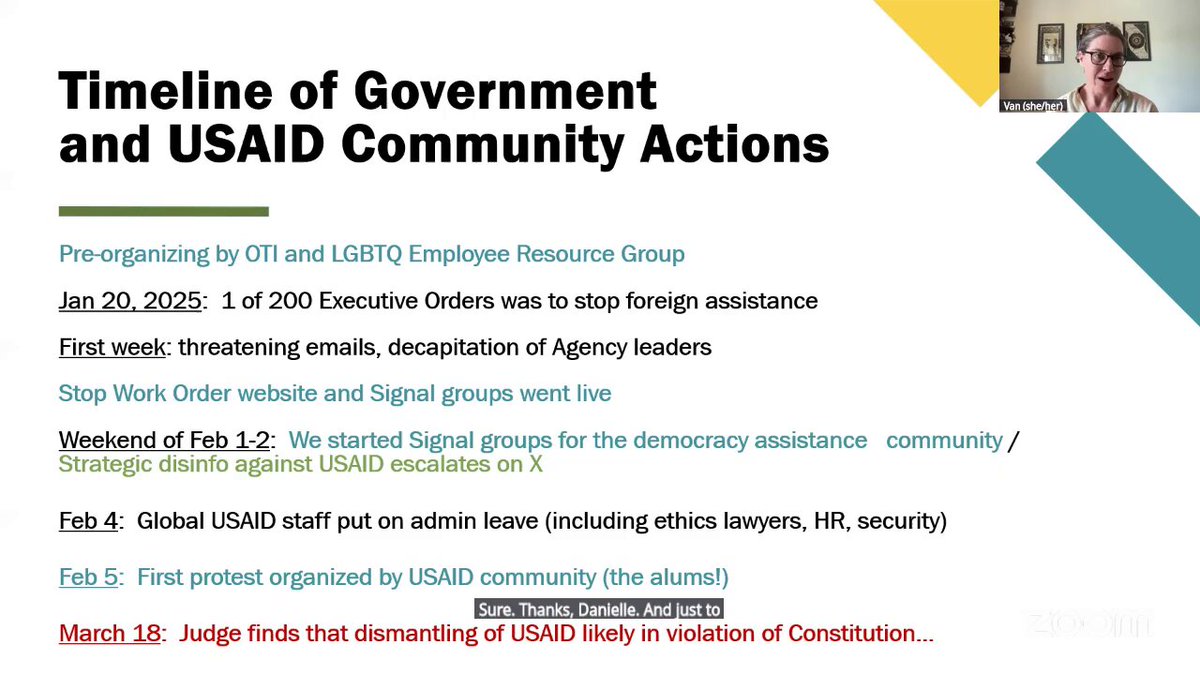 Timeline of Government
and USAID Community Actions
Van (she/her)
Pre-organizing by OTI and LGBTQ Employee Resource Group
Jan 20, 2025: 1 of 200 Executive Orders was to stop foreign assistance
First week: threatening emails, decapitation of Agency leaders
Stop Work Order website and Signal groups went live
Weekend of Feb 1-2: We started Signal groups for the democracy assistance community /
Strategic disinfo against USAID escalates on X
Feb 4: Global USAID staff put on admin leave (including ethics lawyers, HR, security)
Feb 5: First protest organized by USAID community (the alums!)
Sure. Thanks, Danielle. And just to
March 18: Judge finds that dismantling of USAID likely in violation of Constitution...
zoom